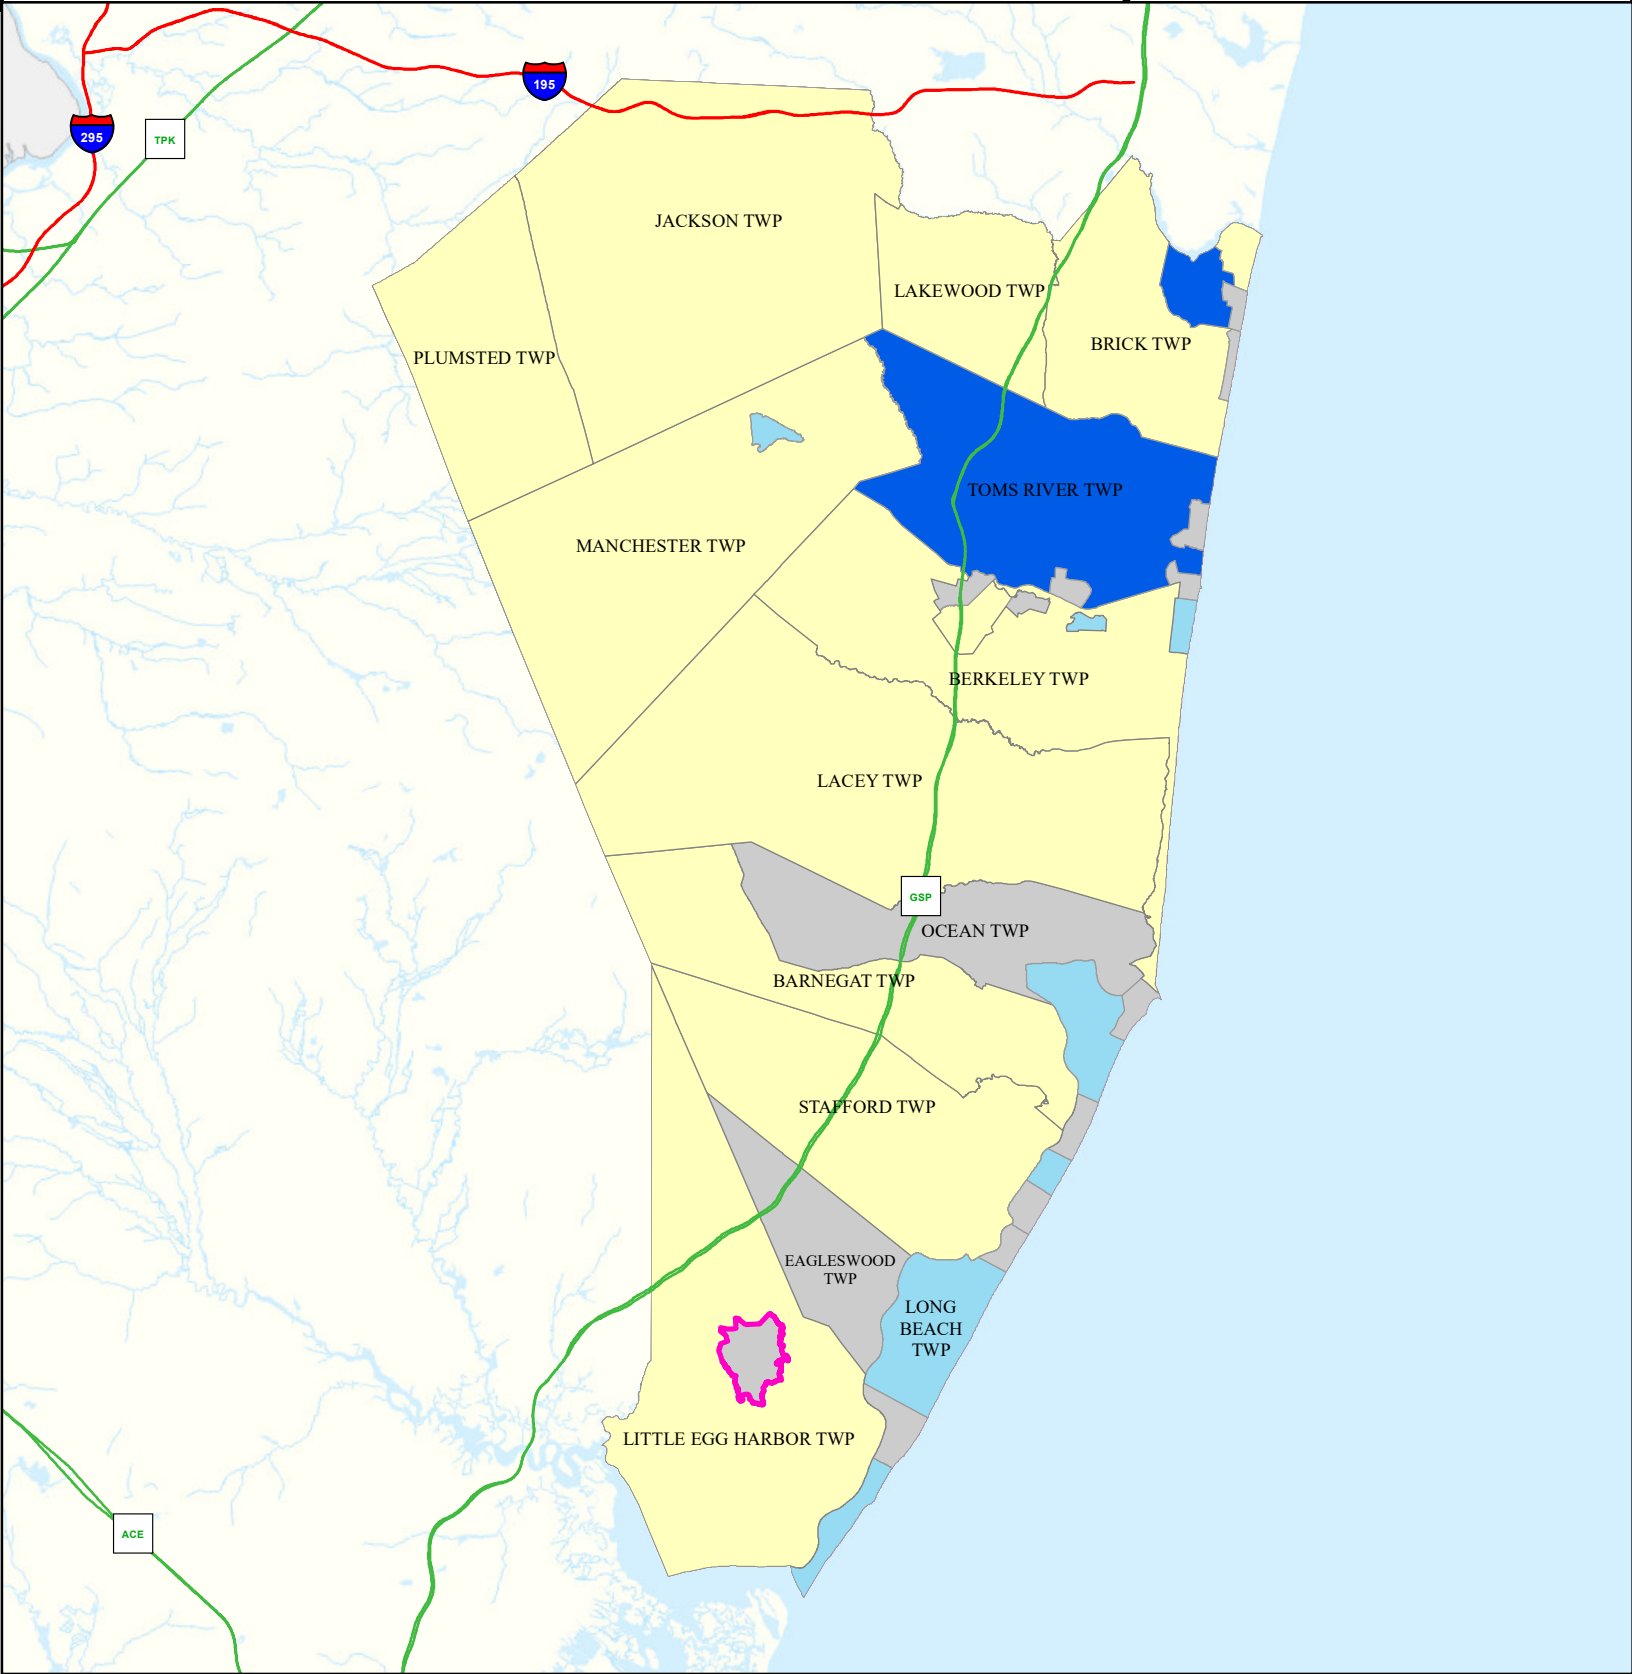 195
295
TPK
JACKSON TWP
LAKEWOOD TWP
BRICK TWP
PLUMSTED TWP
TOMS RIVER TWP
MANCHESTER TWP
BERKELEY TWP
LACEY TWP
GSP
OCEAN TWP
BARNEGAT TWP
STAFFORD TWP
EAGLESWOOD
TWP
LONG
BEACH
TWP
LITTLE EGG HARBOR TWP
ACE